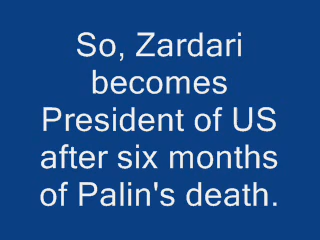 So, Zardari
becomes
President of US
after six months
of Palin's death.